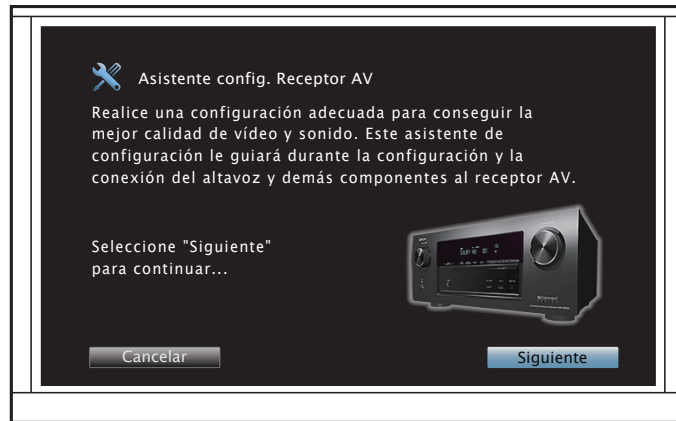 Asistente config. Receptor AV
Realice una configuración adecuada para conseguir la
mejor calidad de vídeo y sonido. Este asistente de
configuración le guiará durante la configuración y la
conexión del altavoz y demás componentes al receptor AV.
Seleccione "Siguiente"
para continuar...
Cancelar
Siguiente